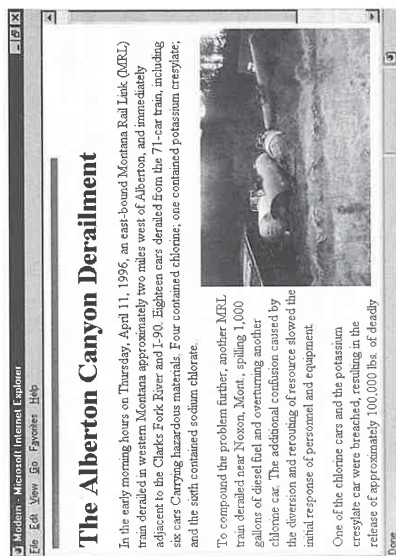 Modern - Microsoft Internet Explorer
File Edit View Go Favorites Help
The Alberton Canyon Derailment
In the early morning hours on Thursday, April 11, 1996, an east-bound Montana Rail Link (MRL)
train derailed in western Montana approximately two miles west of Alberton, and immediately
adjacent to the Clarks Fork River and I-90. Eighteen cars derailed from the 71-car train, including
six cars Carrying hazardous materials. Four contained chlorine; one contained potassium cresylate;
and the sixth contained sodium chlorate.
To compound the problem further, another MRL
train derailed near Noxon, Mont., spilling 1,000
gallons of diesel fuel and overturning another
chlorine car. The additional confusion caused by
the diversion and rerouting of resource slowed the
initial response of personnel and equipment
One of the chlorine cars and the potassium
cresylate car were breached, resulting in the
release of approximately 100,000 lbs. of deadly
Done